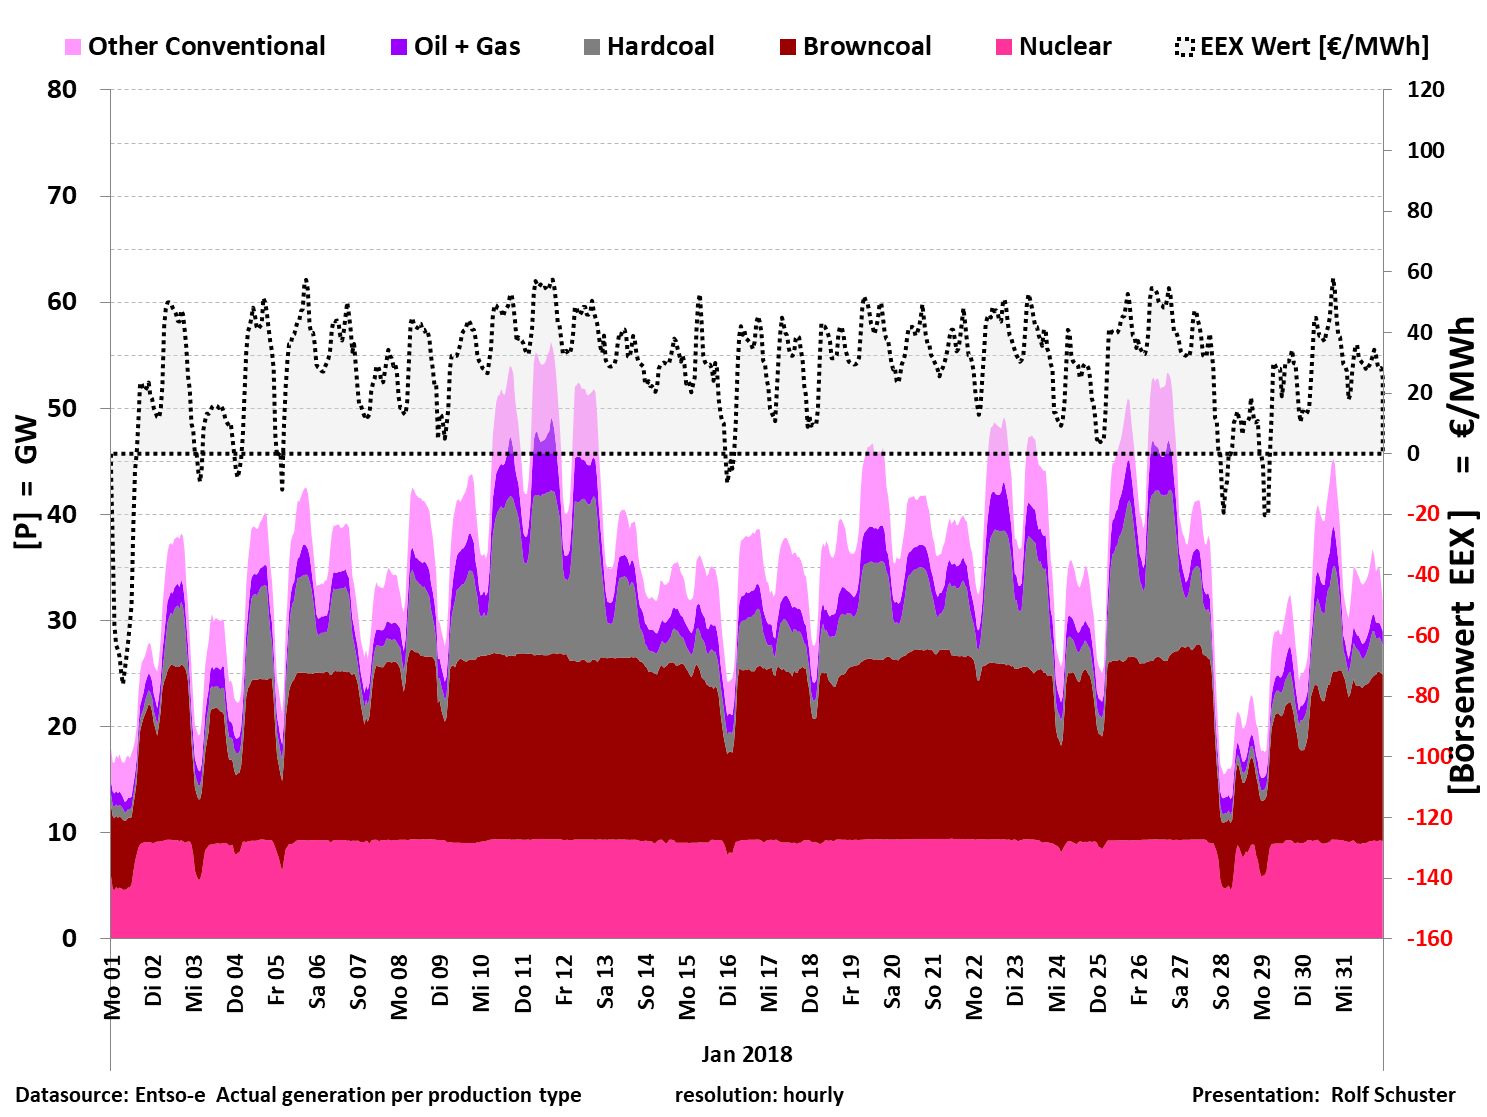 Other Conventional Oil + Gas Hardcoal Browncoal Nuclear EEX Wert [€/MWh]
80
70
60
50
40
30
20
10
0
[P] = GW
120
100
80
60
40
20
0
-20
-40
-60
-80
-100
-120
-140
-160
[Börsenwert EEX ] = €/MWh
Mo 01
Di 02
Mi 03
Do 04
Fr 05
Sa 06
So 07
Mo 08
Di 09
Mi 10
Do 11
Fr 12
Sa 13
So 14
Mo 15
Di 16
Mi 17
Do 18
Fr 19
Sa 20
So 21
Mo 22
Di 23
Mi 24
Do 25
Fr 26
Sa 27
So 28
Mo 29
Di 30
Mi 31
Jan 2018
Datasource: Entso-e Actual generation per production type resolution: hourly Presentation: Rolf Schuster